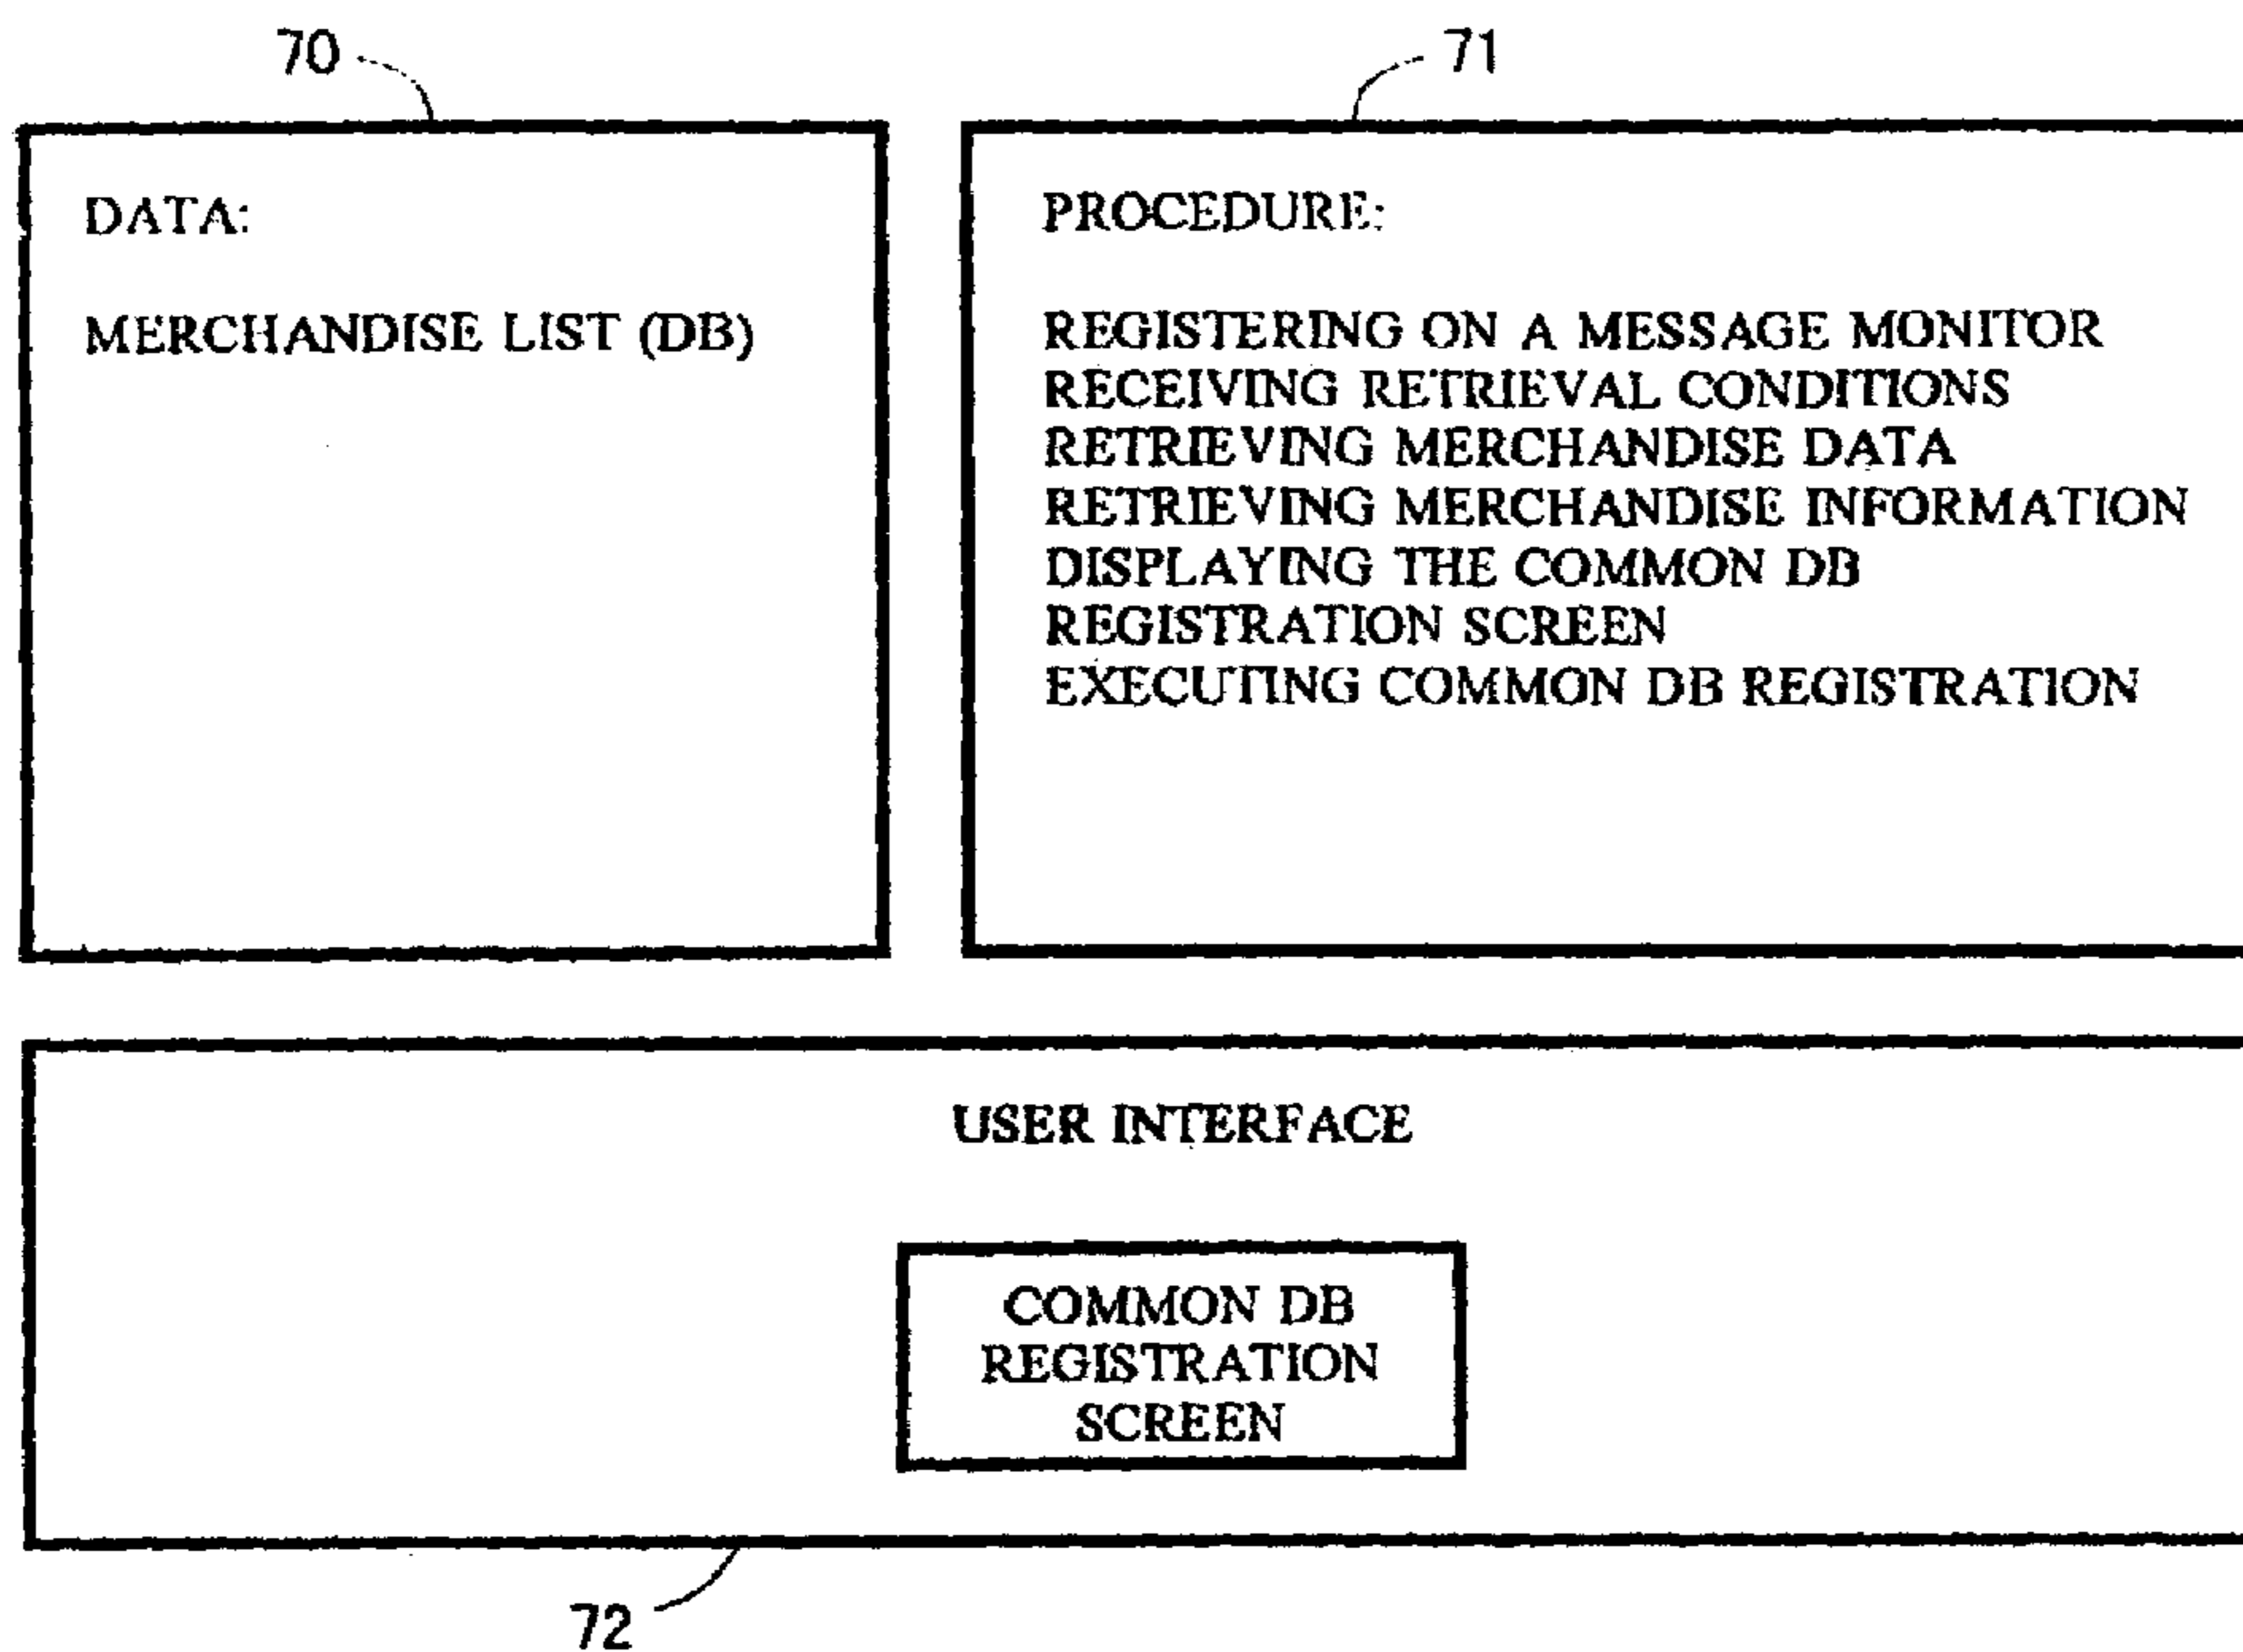 70
71
DATA:
MERCHANDISE LIST (DB)
PROCEDURE:
REGISTERING ON A MESSAGE MONITOR
RECEIVING RETRIEVAL CONDITIONS
RETRIEVING MERCHANDISE DATA
RETRIEVING MERCHANDISE INFORMATION
DISPLAYING THE COMMON DB
REGISTRATION SCREEN
EXECUTING COMMON DB REGISTRATION
USER INTERFACE
COMMON DB
REGISTRATION
SCREEN
72